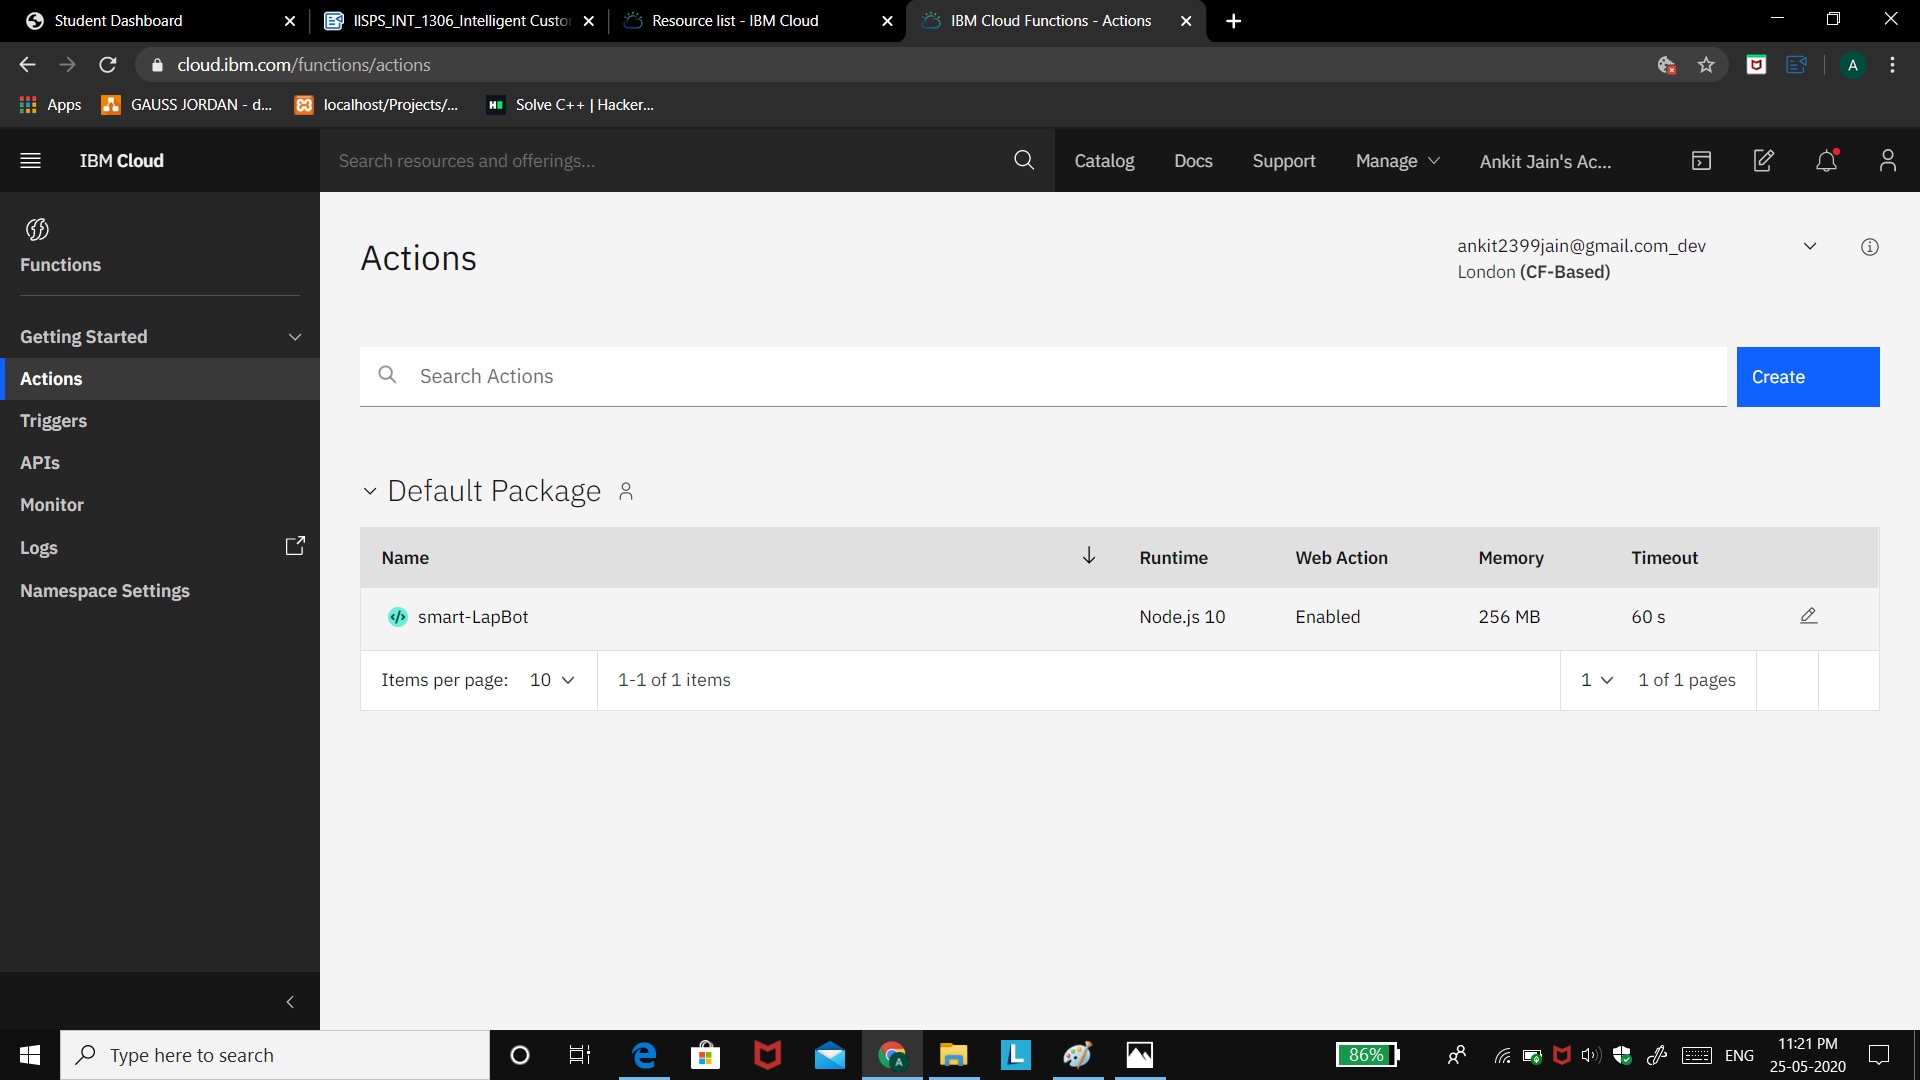 Student Dashboard
IISPS_INT_1306_Intelligent Custo
Resource list - IBM Cloud
IBM Cloud Functions - Actions
cloud.ibm.com/functions/actions
A
Apps
GAUSS JORDAN - d...
localhost/Projects/...
Solve C++ | Hacker...
IBM Cloud
Search resources and offerings...
Catalog
Docs
Support
Manage
Ankit Jain's Ac...
Functions
Getting Started
Actions
Triggers
APIs
Monitor
Logs
Namespace Settings
Actions
ankit2399jain@gmail.com_dev
London (CF-Based)
Search Actions
Create
Default Package
Name Runtime Web Action Memory Timeout
smart-LapBot Node.js 10 Enabled 256 MB 60 s
Items per page: 10 1-1 of 1 items 1 1 of 1 pages
Type here to search
86%
ENG
11:21 PM
25-05-2020